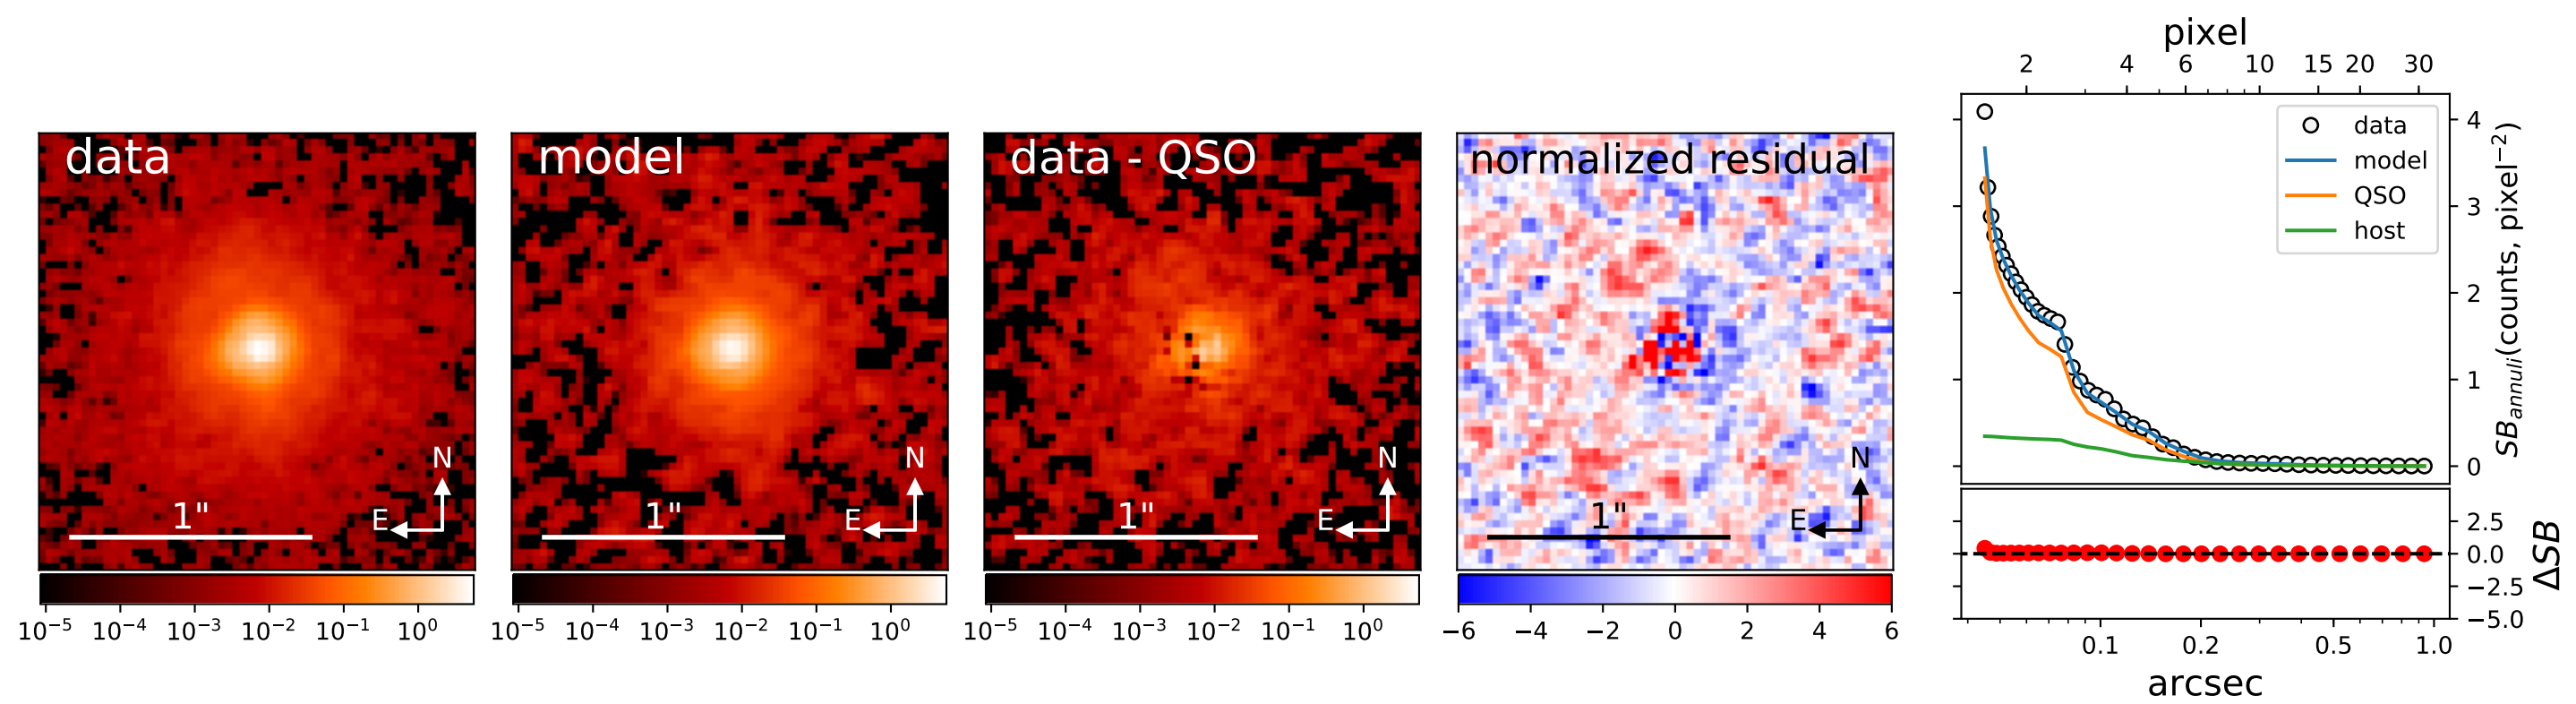 data
N
E
1"
10⁻⁵ 10⁻⁴ 10⁻³ 10⁻² 10⁻¹ 10⁰
model
N
E
1"
10⁻⁵ 10⁻⁴ 10⁻³ 10⁻² 10⁻¹ 10⁰
data - QSO
N
E
1"
10⁻⁵ 10⁻⁴ 10⁻³ 10⁻² 10⁻¹ 10⁰
normalized residual
N
E
1"
−6 −4 −2 0 2 4 6
pixel
2 4 6 10 15 20 30
data
model
QSO
host
4
3
2
1
0
SB_annuli(counts, pixel⁻²)
2.5
0.0
−2.5
−5.0
ΔSB
0.1 0.2 0.5 1.0
arcsec